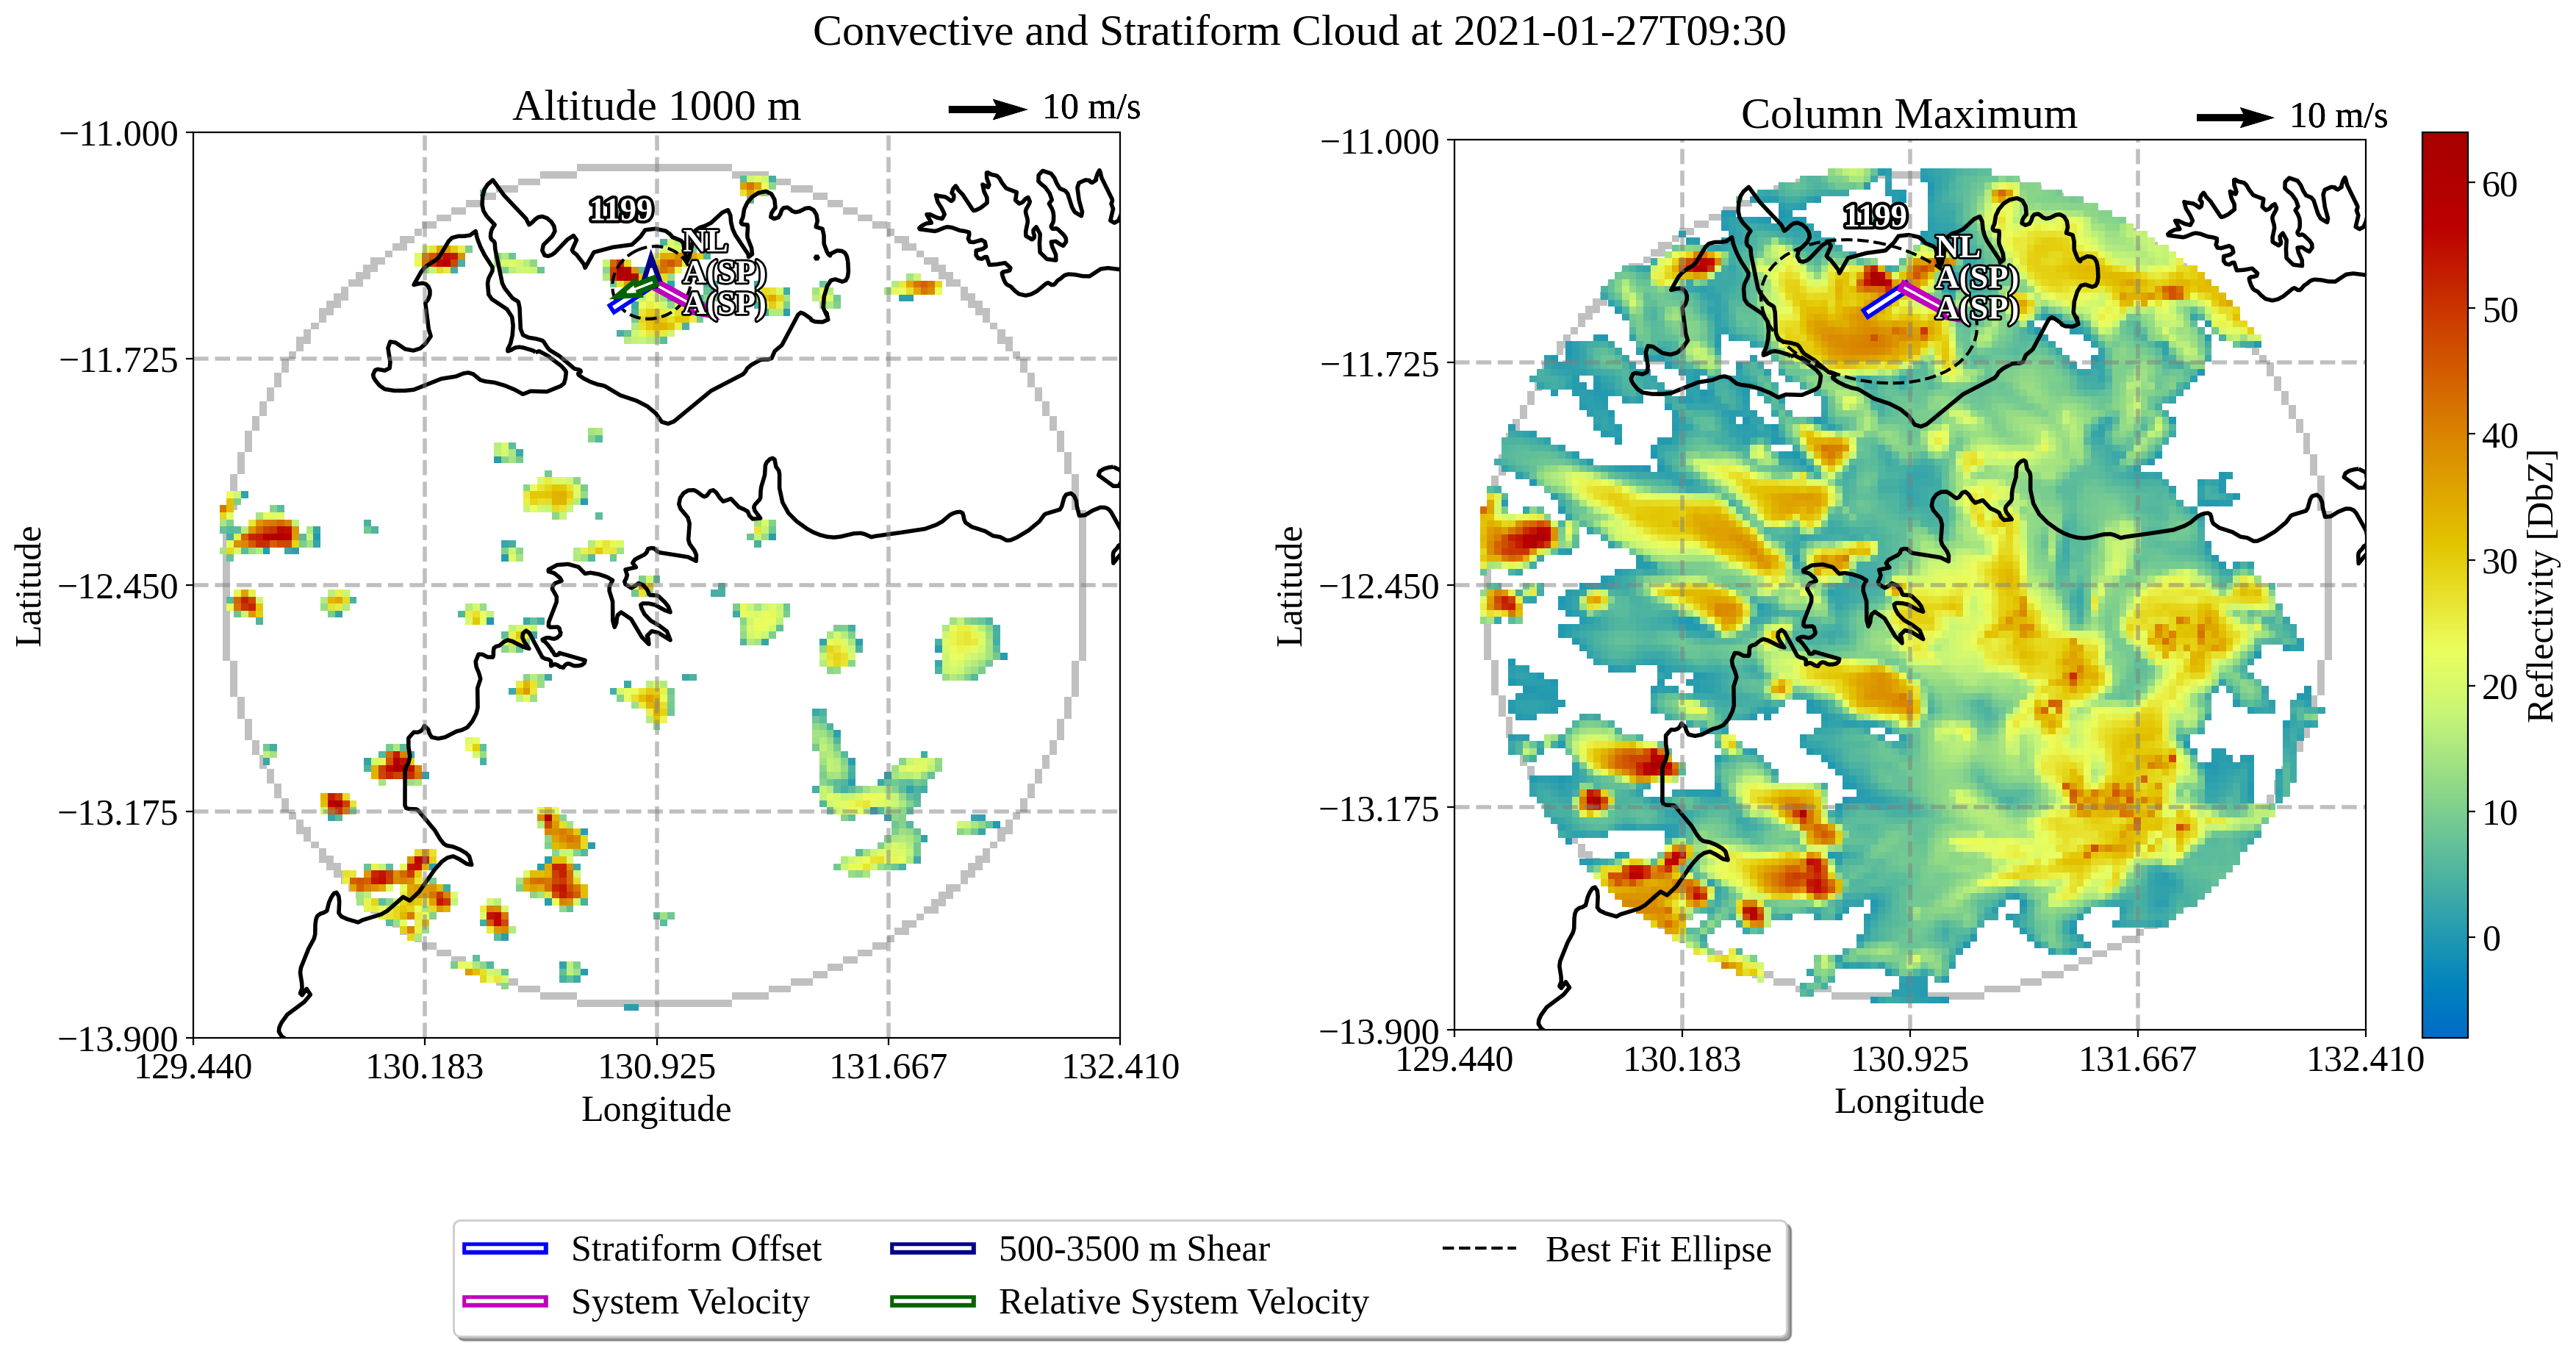 Convective and Stratiform Cloud at 2021-01-27T09:30
Altitude 1000 m
10 m/s
−11.000
−11.725
−12.450
−13.175
−13.900
Latitude
129.440
130.183
130.925
131.667
132.410
Longitude
1199
NL
A(SP)
A(SP)
Column Maximum
10 m/s
−11.000
−11.725
−12.450
−13.175
−13.900
Latitude
129.440
130.183
130.925
131.667
132.410
Longitude
1199
NL
A(SP)
A(SP)
60
50
40
30
20
10
0
Reflectivity [DbZ]
Stratiform Offset
System Velocity
500-3500 m Shear
Relative System Velocity
Best Fit Ellipse